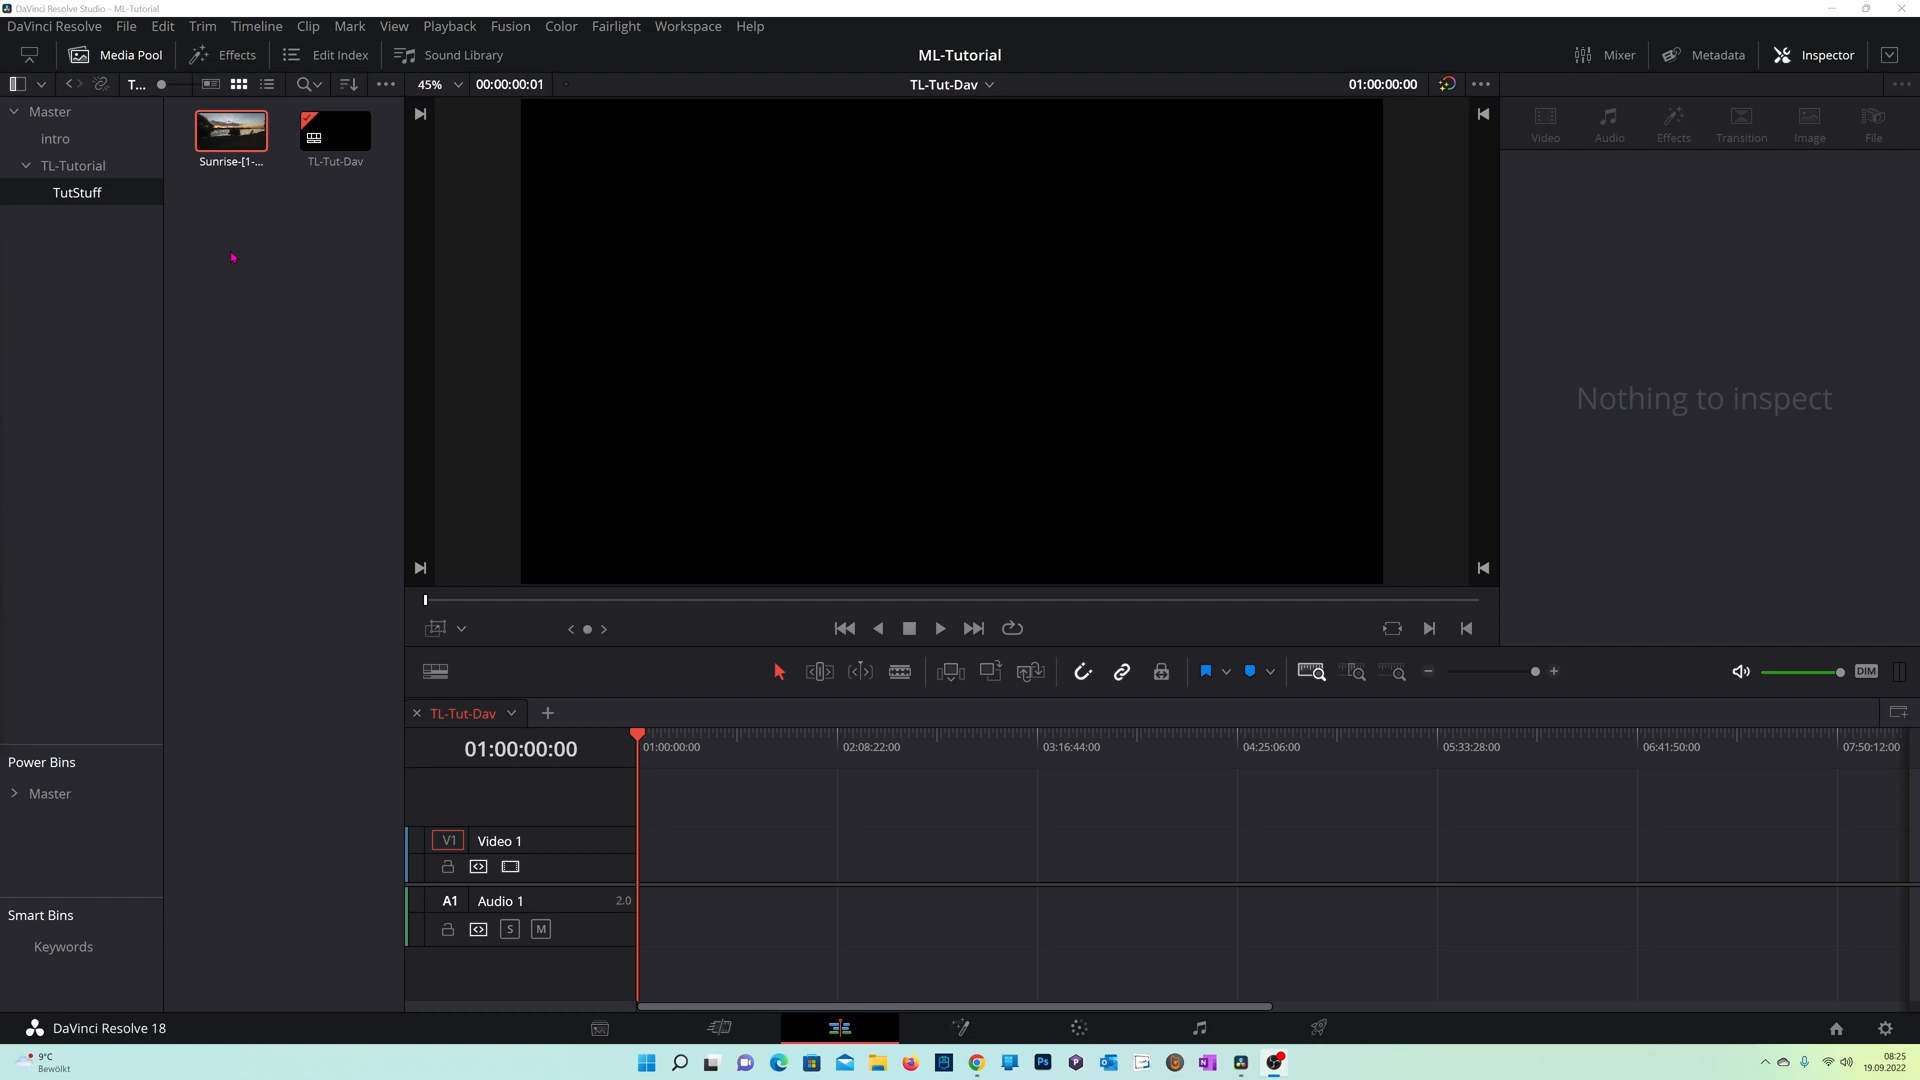 DaVinci Resolve Studio - ML-Tutorial
DaVinci Resolve File Edit Trim Timeline Clip Mark View Playback Fusion Color Fairlight Workspace Help
Media Pool Effects Edit Index Sound Library ML-Tutorial Mixer Metadata Inspector
T... 45% 00:00:00:01 TL-Tut-Dav 01:00:00:00
Master
intro
TL-Tutorial
TutStuff
Sunrise-[1-... TL-Tut-Dav
Video Audio Effects Transition Image File
Nothing to inspect
DIM
TL-Tut-Dav
01:00:00:00
01:00:00:00 02:08:22:00 03:16:44:00 04:25:06:00 05:33:28:00 06:41:50:00 07:50:12:00
Power Bins
Master
V1 Video 1
A1 Audio 1 2.0
S M
Smart Bins
Keywords
DaVinci Resolve 18
9°C
Bewölkt
Ps
N
08:25
19.09.2022